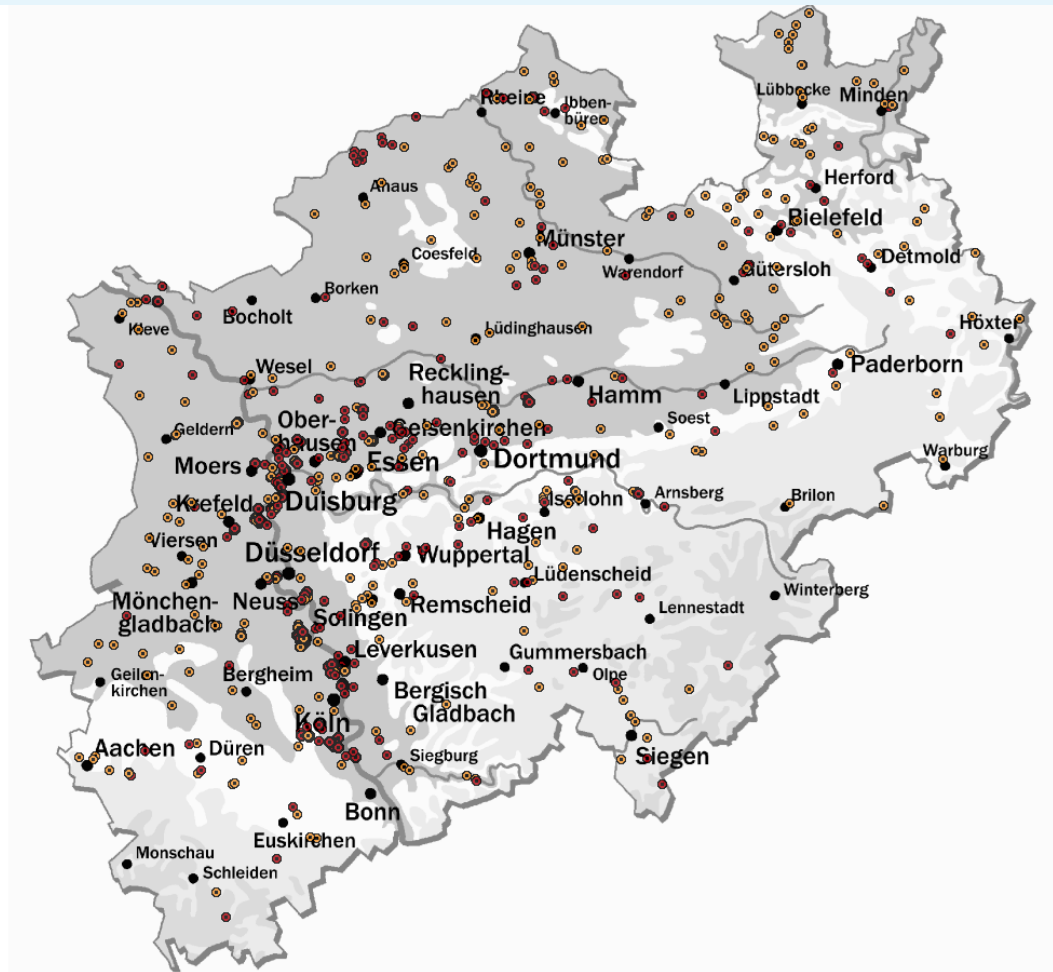 Lübbecke
Minden
Rheine
Ibben-
büren
Herford
Ahaus
Bielefeld
Münster
Coesfeld
Detmold
Warendorf
Gütersloh
Borken
Bocholt
Kleve
Lüdinghausen
Höxter
Wesel
Reckling-
hausen
Paderborn
Hamm
Lippstadt
Ober-
hausen
Soest
Geldern
Gelsenkirchen
Warburg
Moers
Essen
Dortmund
Duisburg
Arnsberg
Brilon
Krefeld
Iserlohn
Hagen
Viersen
Düsseldorf
Wuppertal
Lüdenscheid
Winterberg
Mönchen-
gladbach
Neuss
Remscheid
Solingen
Lennestadt
Leverkusen
Gummersbach
Geilen-
kirchen
Bergheim
Olpe
Bergisch
Gladbach
Köln
Aachen
Düren
Siegburg
Siegen
Bonn
Euskirchen
Monschau
Schleiden